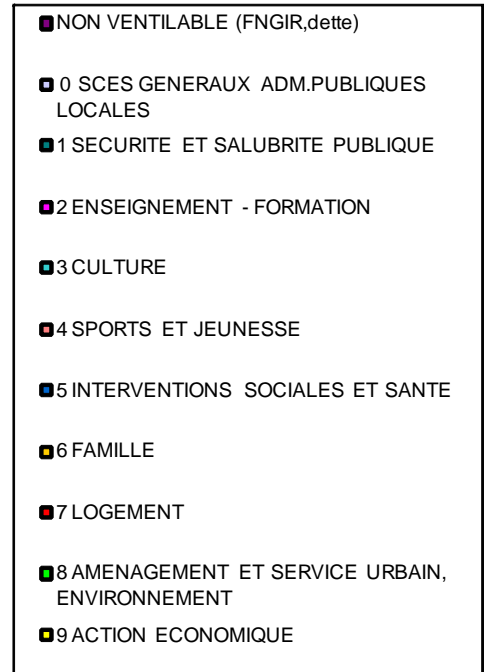 NON VENTILABLE (FNGIR,dette)
0 SCES GENERAUX ADM.PUBLIQUES
LOCALES
1 SECURITE ET SALUBRITE PUBLIQUE
2 ENSEIGNEMENT - FORMATION
3 CULTURE
4 SPORTS ET JEUNESSE
5 INTERVENTIONS SOCIALES ET SANTE
6 FAMILLE
7 LOGEMENT
8 AMENAGEMENT ET SERVICE URBAIN,
ENVIRONNEMENT
9 ACTION ECONOMIQUE